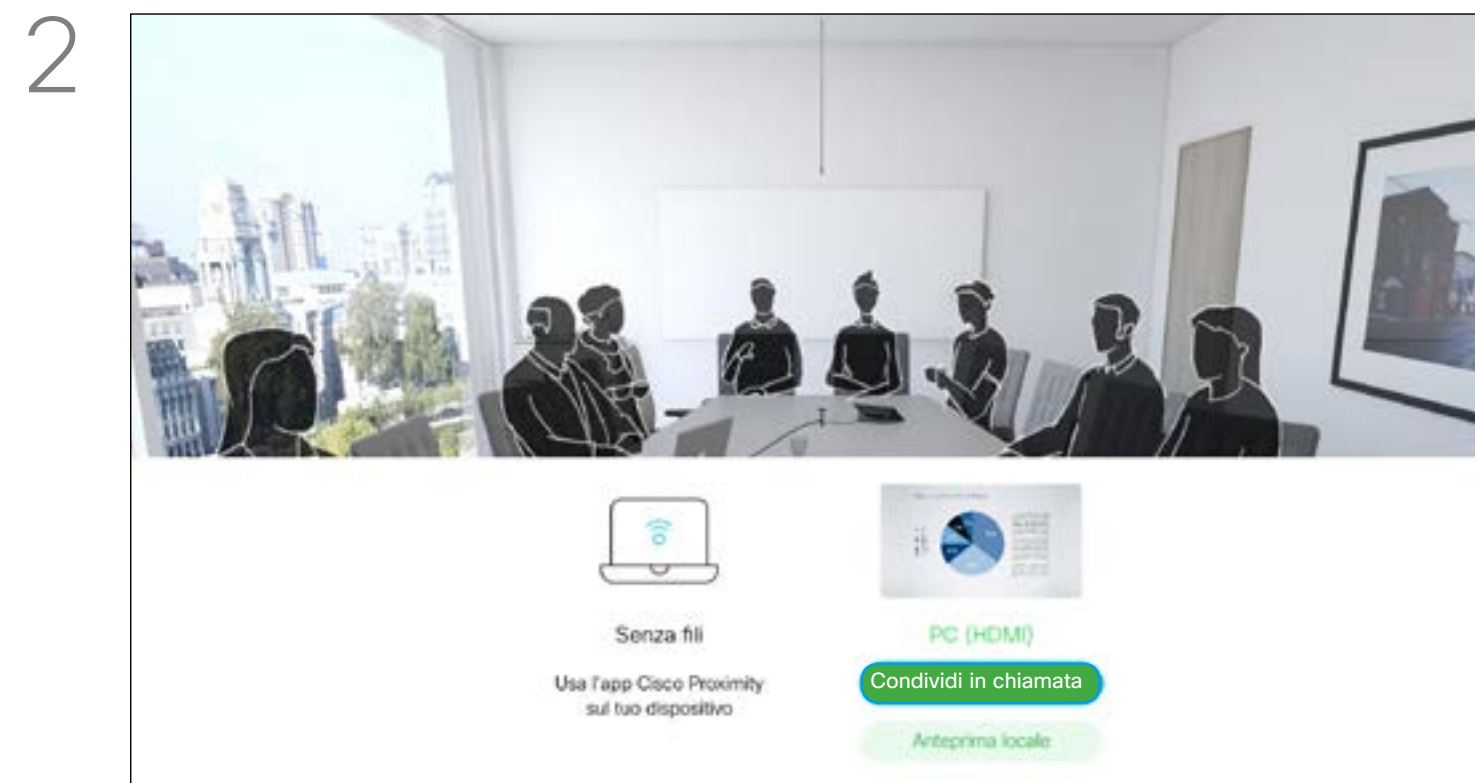 2
Senza fili
Usa l'app Cisco Proximity
sul tuo dispositivo
PC (HDMI)
Condividi in chiamata
Anteprima locale